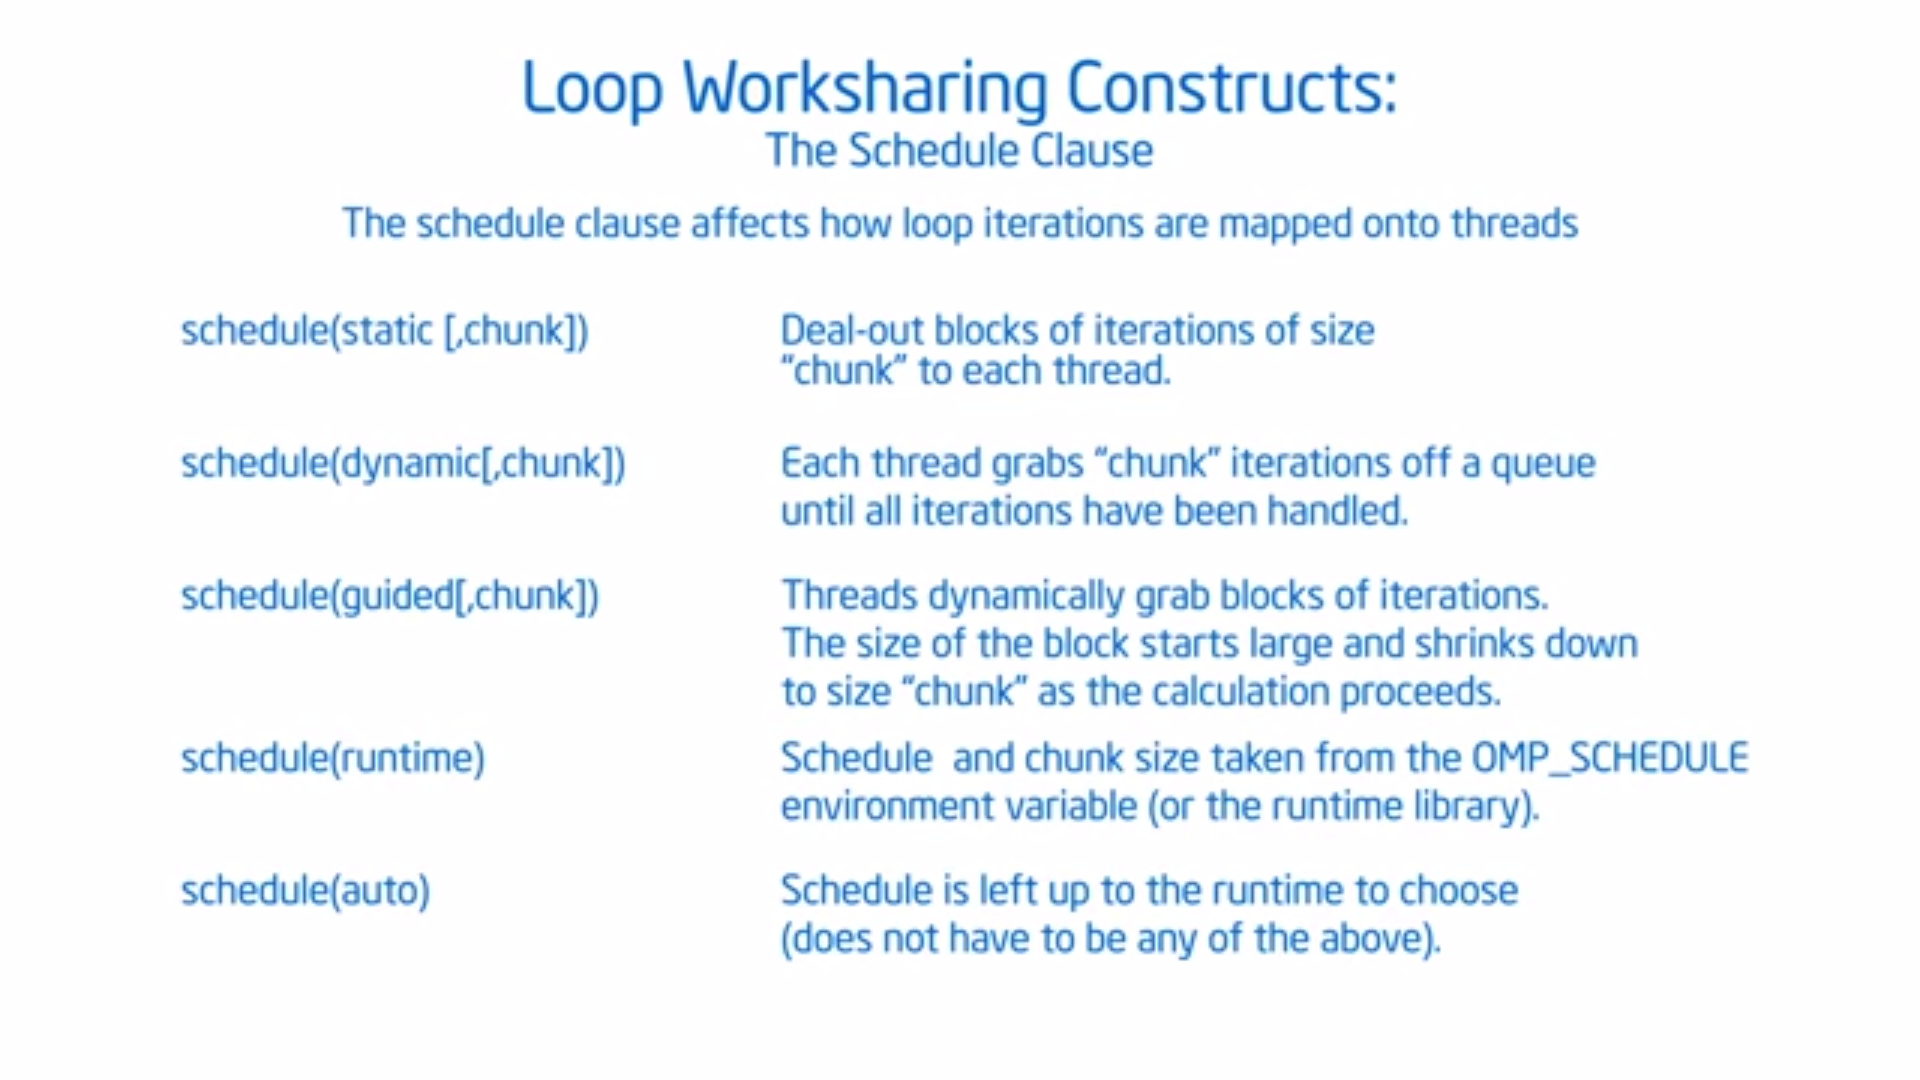 Loop Worksharing Constructs:
The Schedule Clause
The schedule clause affects how loop iterations are mapped onto threads
schedule(static [,chunk])
Deal-out blocks of iterations of size
“chunk” to each thread.
schedule(dynamic[,chunk])
Each thread grabs “chunk” iterations off a queue
until all iterations have been handled.
schedule(guided[,chunk])
Threads dynamically grab blocks of iterations.
The size of the block starts large and shrinks down
to size “chunk” as the calculation proceeds.
schedule(runtime)
Schedule  and chunk size taken from the OMP_SCHEDULE
environment variable (or the runtime library).
schedule(auto)
Schedule is left up to the runtime to choose
(does not have to be any of the above).